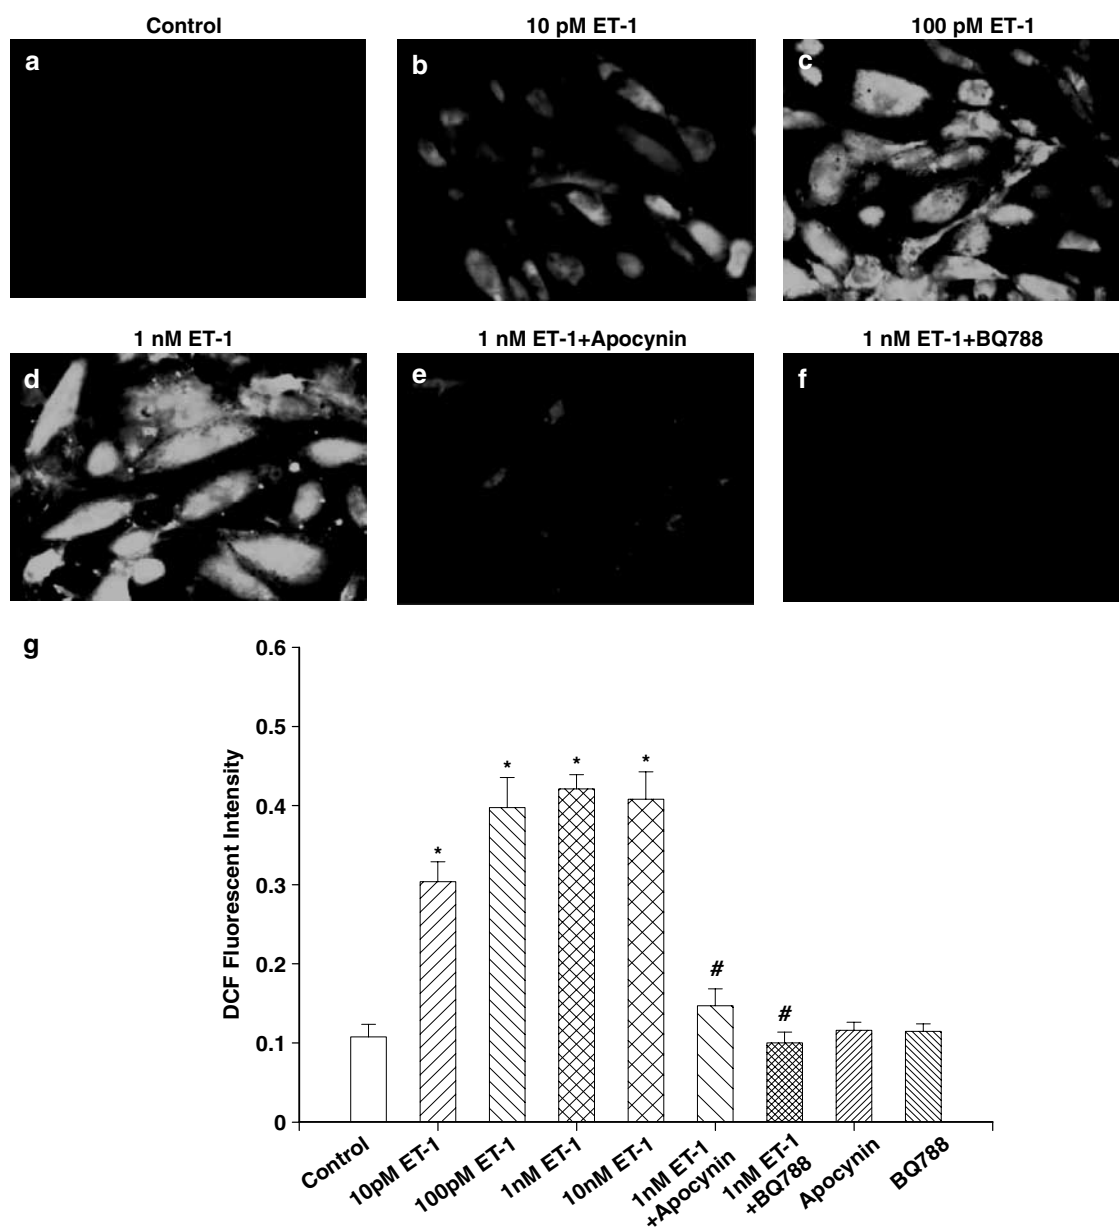 Control
10 pM ET-1
100 pM ET-1
a
b
c
1 nM ET-1
1 nM ET-1+Apocynin
1 nM ET-1+BQ788
d
e
f
g
0.6
0.5
0.4
0.3
0.2
0.1
0
DCF Fluorescent Intensity
*
*
*
*
#
#
Control
10pM ET-1
100pM ET-1
1nM ET-1
10nM ET-1
1nM ET-1
+Apocynin
1nM ET-1
+BQ788
Apocynin
BQ788